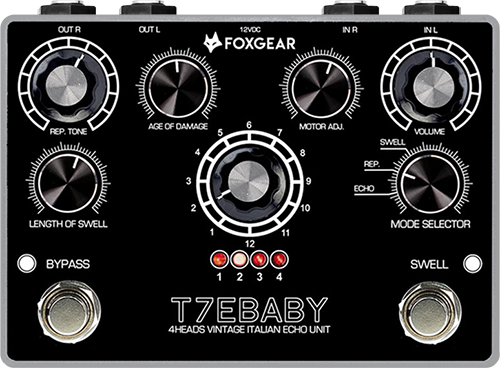 OUT R
OUT L
12VDC
IN R
IN L
FOXGEAR
REP. TONE
AGE OF DAMAGE
MOTOR ADJ.
VOLUME
LENGTH OF SWELL
1
2
3
4
5
6
7
8
9
10
11
12
SWELL
REP.
ECHO
MODE SELECTOR
BYPASS
1 2 3 4
SWELL
T7EBABY
4HEADS VINTAGE ITALIAN ECHO UNIT